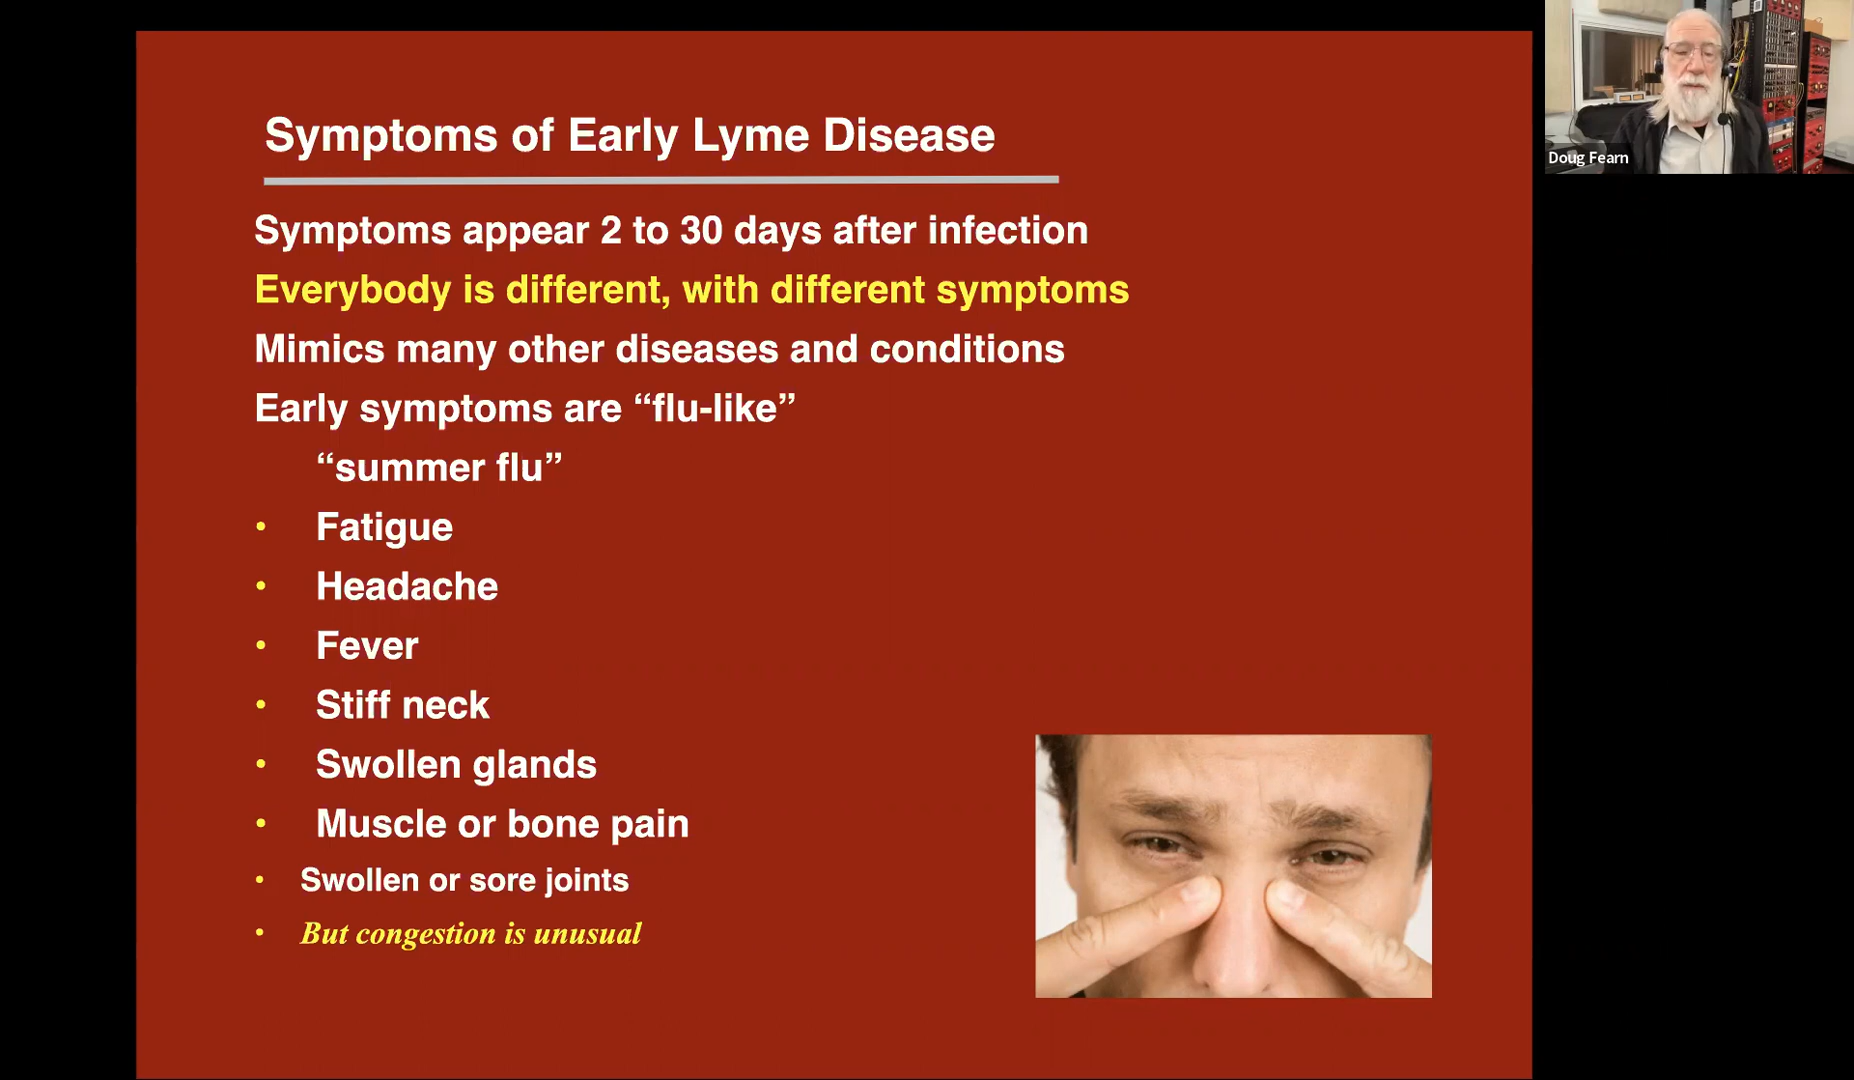 Symptoms of Early Lyme Disease
Symptoms appear 2 to 30 days after infection
Everybody is different, with different symptoms
Mimics many other diseases and conditions
Early symptoms are “flu-like”
“summer flu”
• Fatigue
• Headache
• Fever
• Stiff neck
• Swollen glands
• Muscle or bone pain
• Swollen or sore joints
• But congestion is unusual
Doug Fearn